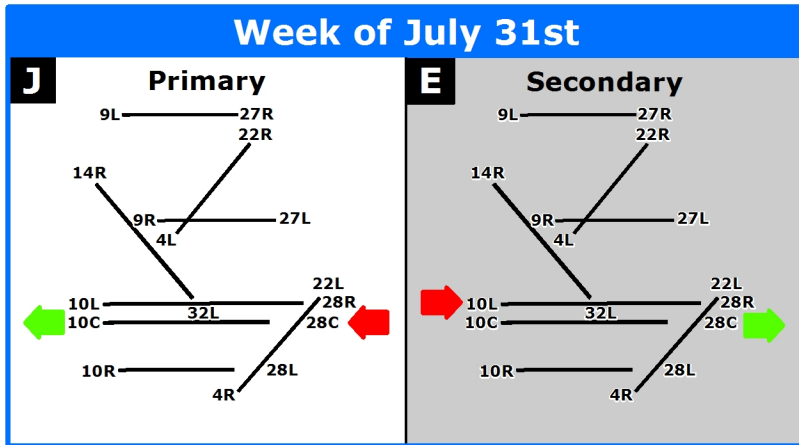 Week of July 31st
J Primary
9L 27R
22R
14R
9R 27L
4L
22L
10L 28R
32L
10C 28C
10R 28L
4R
E Secondary
9L 27R
22R
14R
9R 27L
4L
22L
10L 28R
32L
10C 28C
10R 28L
4R